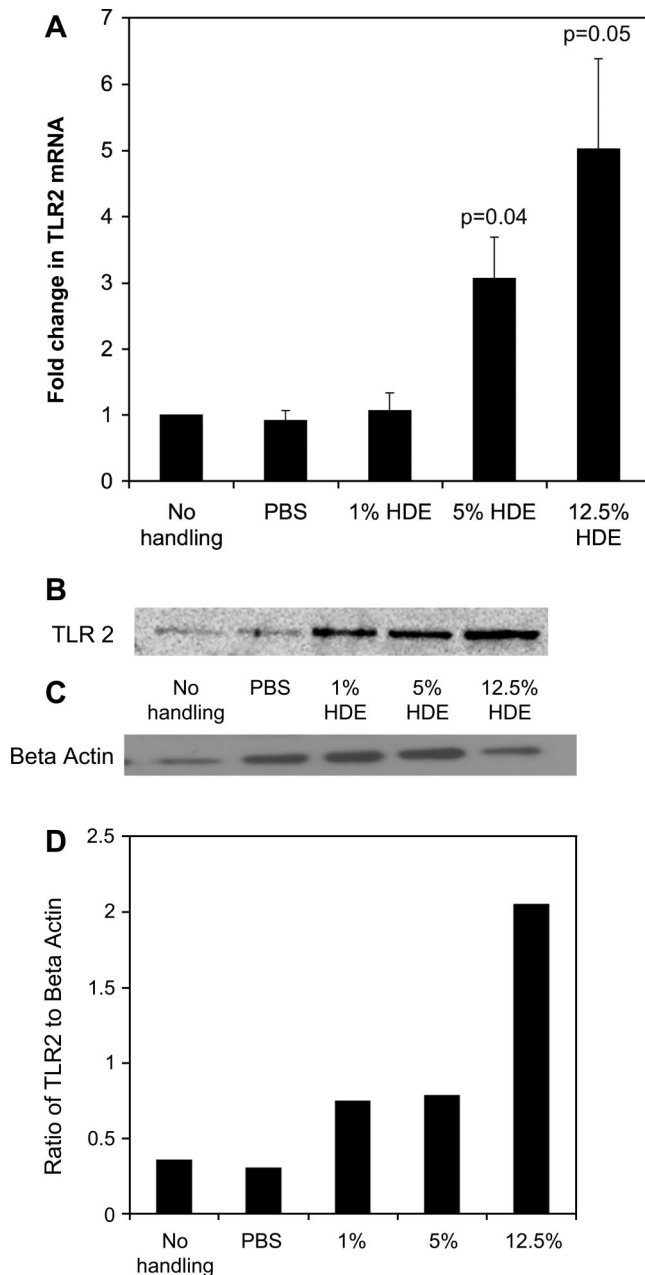 A
Fold change in TLR2 mRNA
7
6
5
4
3
2
1
0
p=0.04
p=0.05
No handling
PBS
1% HDE
5% HDE
12.5% HDE
B
TLR 2
C
No handling
PBS
1% HDE
5% HDE
12.5% HDE
Beta Actin
D
Ratio of TLR2 to Beta Actin
2.5
2
1.5
1
0.5
0
No handling
PBS
1%
5%
12.5%